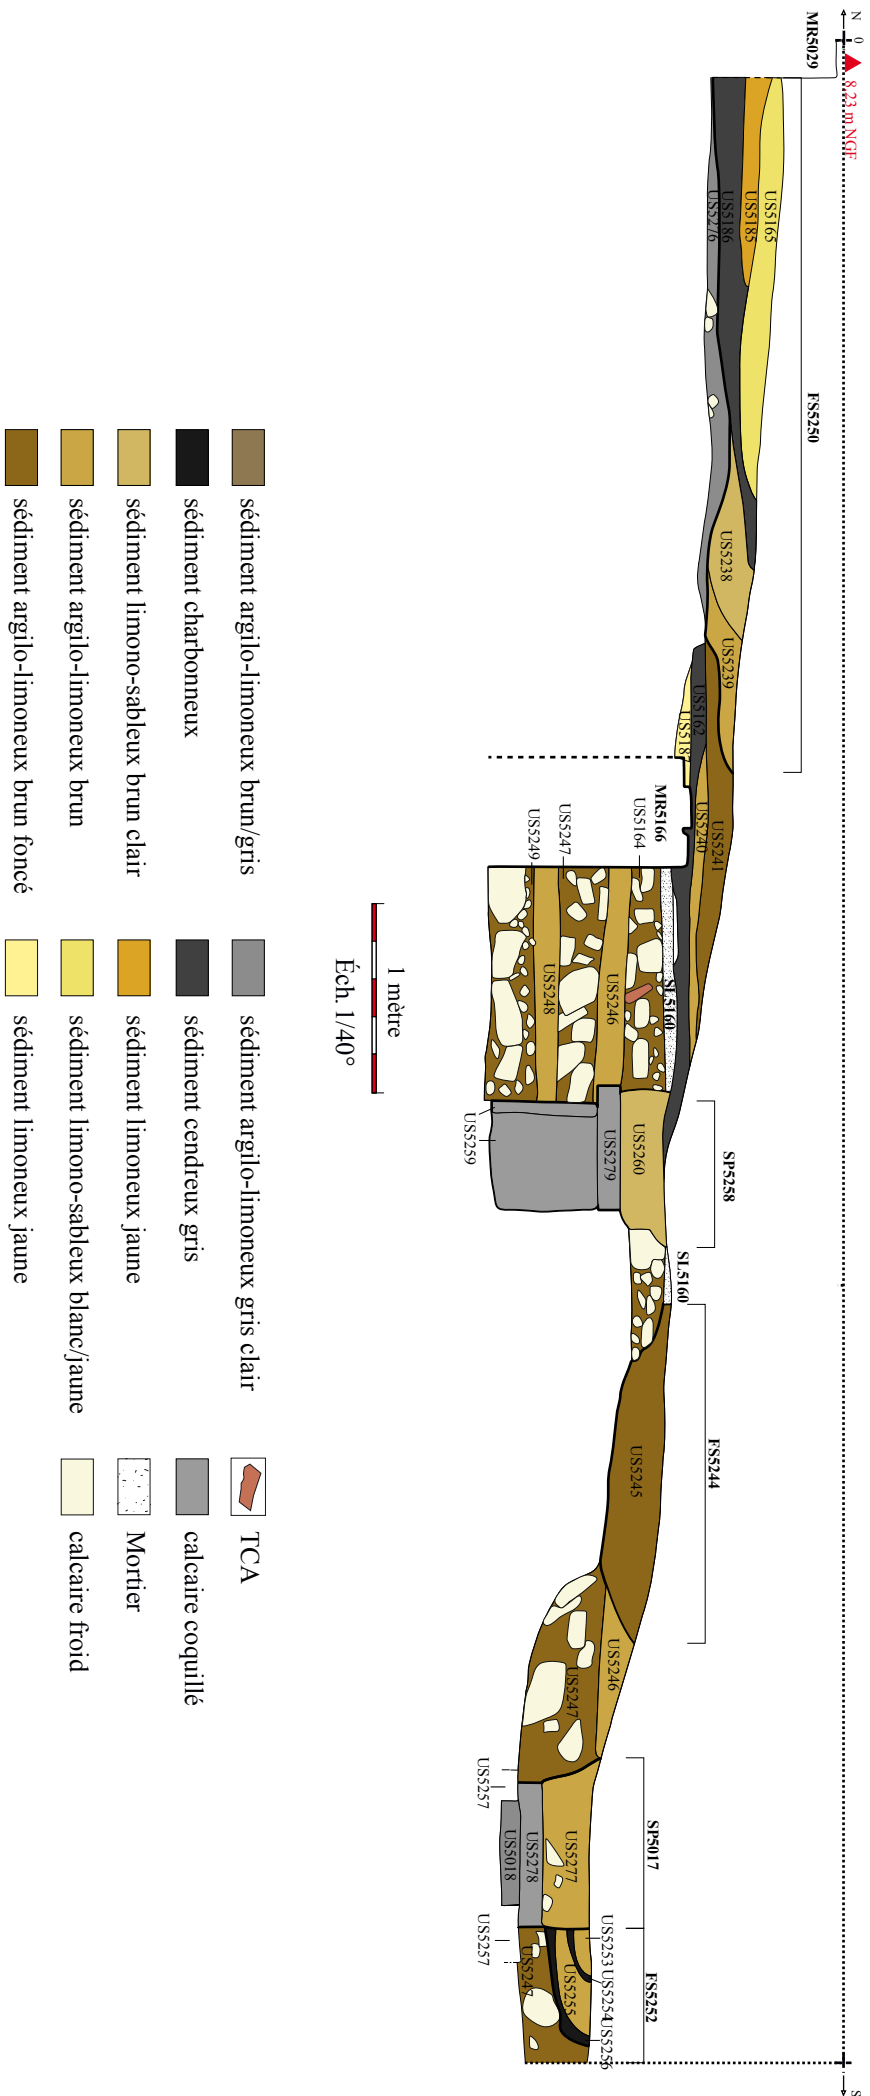 N
0
8,23 m NGF
S
MR5029
FS5250
US5165
US5185
US5186
US5276
US5238
US5239
US5162
US5187
US5241
US5240
MR5166
US5164
US5247
US5249
SL5160
US5246
US5248
SP5258
US5260
US5279
US5259
SL5160
FS5244
US5245
US5246
US5247
SP5017
US5257
US5277
US5278
US5018
US5257
FS5252
US5253
US5254
US5256
US5255
US5247
1 mètre
Éch. 1/40°
sédiment argilo-limoneux brun/gris
sédiment charbonneux
sédiment limono-sableux brun clair
sédiment argilo-limoneux brun
sédiment argilo-limoneux brun foncé
sédiment argilo-limoneux gris clair
sédiment cendreux gris
sédiment limoneux jaune
sédiment limono-sableux blanc/jaune
sédiment limoneux jaune
TCA
calcaire coquillé
Mortier
calcaire froid